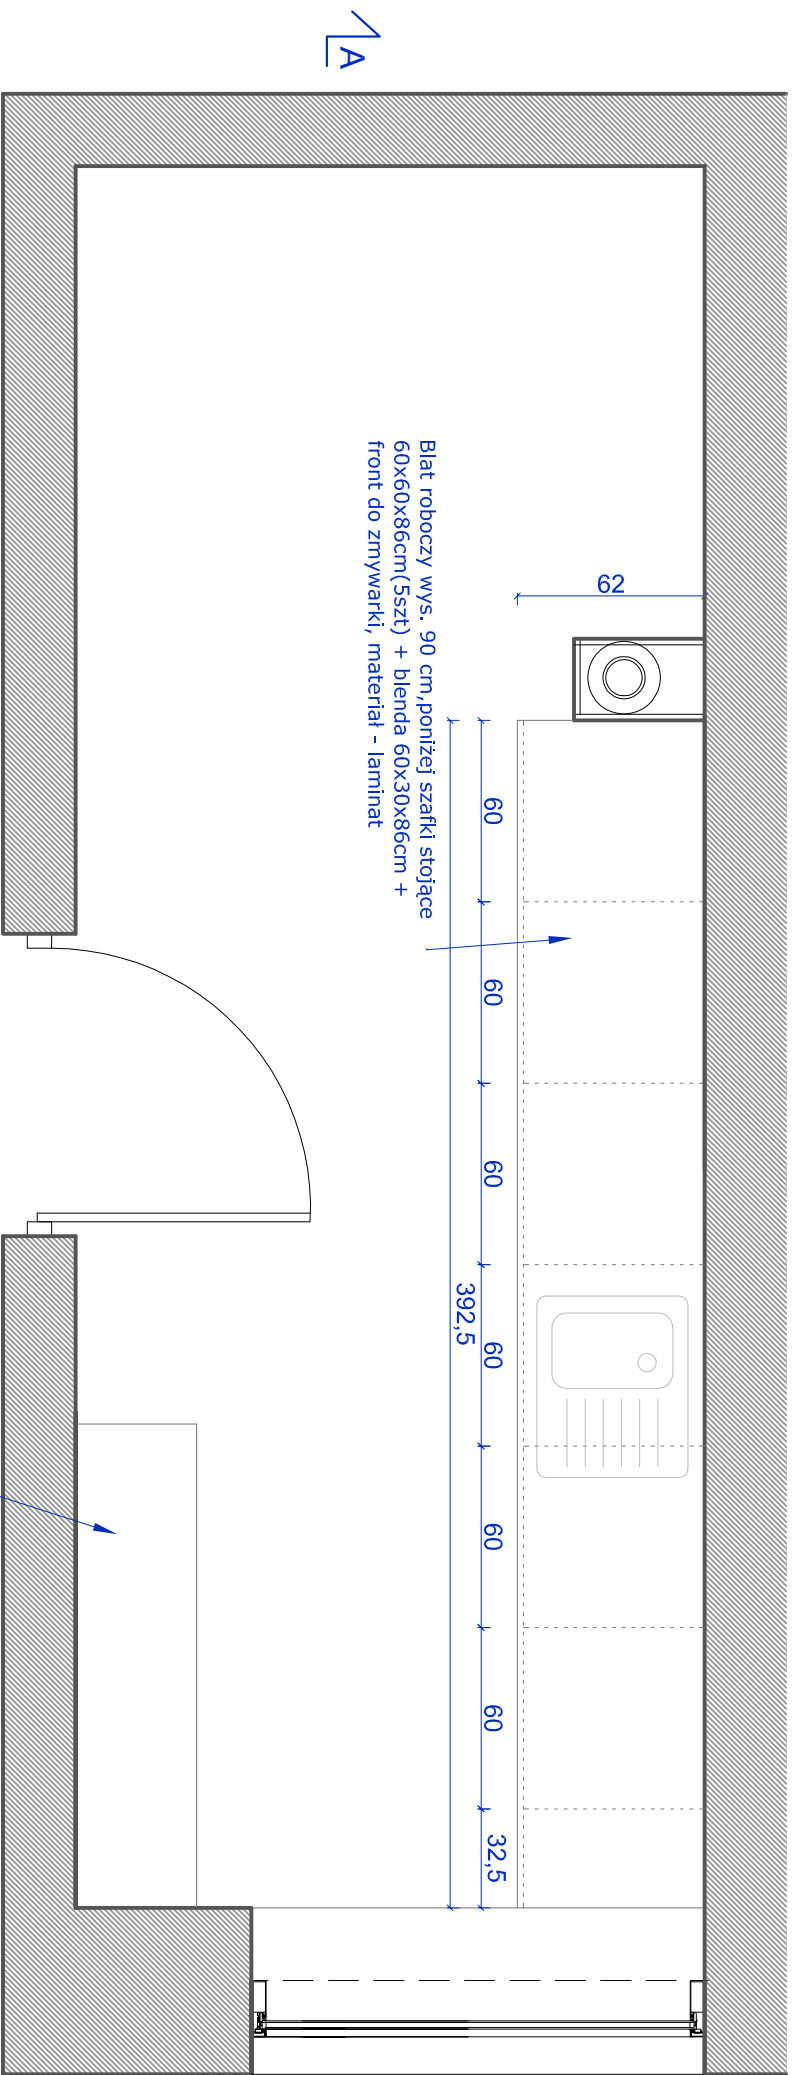 A
62
Blat roboczy wys. 90 cm,poniżej szafki stojące
60x60x86cm(5szt) + blenda 60x30x86cm +
front do zmywarki, materiał - laminat
60
60
60
60
60
60
32,5
392,5